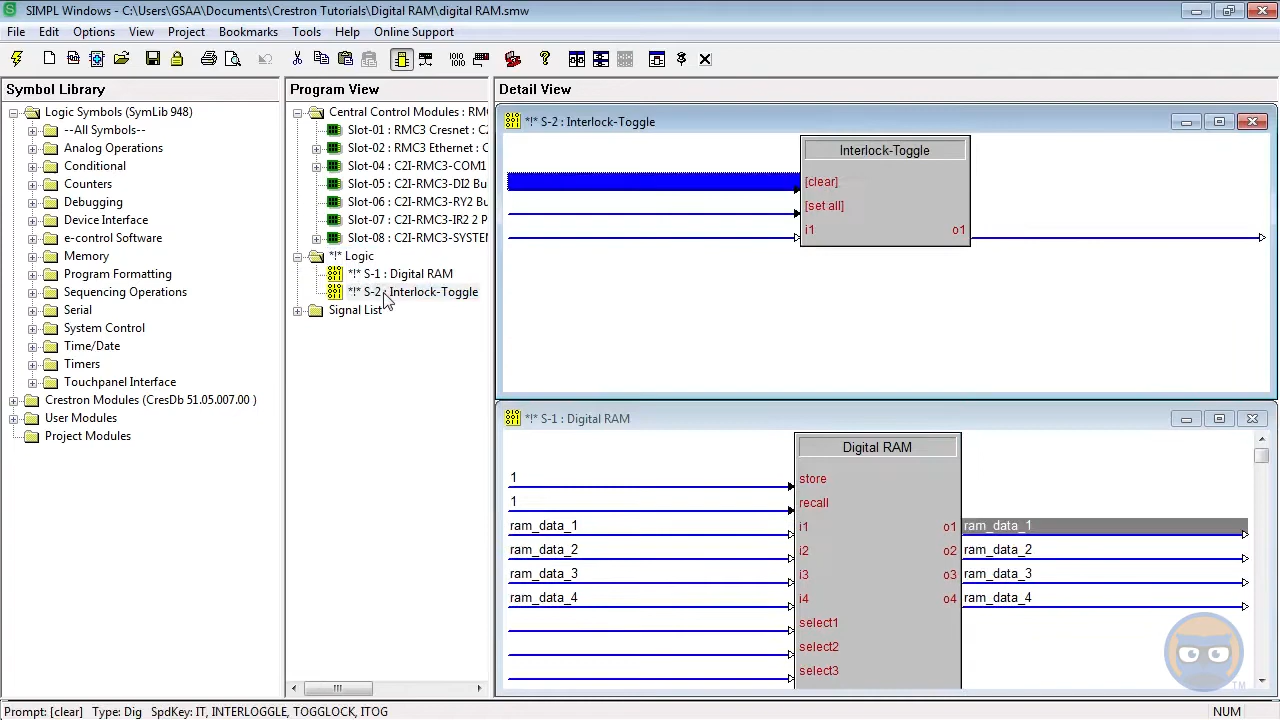 SIMPL Windows - C:\Users\GSAA\Documents\Crestron Tutorials\Digital RAM\digital RAM.smw
File Edit Options View Project Bookmarks Tools Help Online Support
Symbol Library
Logic Symbols (SymLib 948)
--All Symbols--
Analog Operations
Conditional
Counters
Debugging
Device Interface
e-control Software
Memory
Program Formatting
Sequencing Operations
Serial
System Control
Time/Date
Timers
Touchpanel Interface
Crestron Modules (CresDb 51.05.007.00 )
User Modules
Project Modules
Program View
Central Control Modules : RMC
Slot-01 : RMC3 Cresnet : C2
Slot-02 : RMC3 Ethernet : C
Slot-04 : C2I-RMC3-COM1
Slot-05 : C2I-RMC3-DI2 Bu
Slot-06 : C2I-RMC3-RY2 Bu
Slot-07 : C2I-RMC3-IR2 2 P
Slot-08 : C2I-RMC3-SYSTEM
*!* Logic
*!* S-1 : Digital RAM
*!* S-2 : Interlock-Toggle
Signal List
Detail View
*!* S-2 : Interlock-Toggle
Interlock-Toggle
[clear]
[set all]
i1 o1
*!* S-1 : Digital RAM
Digital RAM
1 store
1 recall
ram_data_1 i1 o1 ram_data_1
ram_data_2 i2 o2 ram_data_2
ram_data_3 i3 o3 ram_data_3
ram_data_4 i4 o4 ram_data_4
select1
select2
select3
TM
Prompt: [clear] Type: Dig SpdKey: IT, INTERLOGGLE, TOGGLOCK, ITOG
NUM